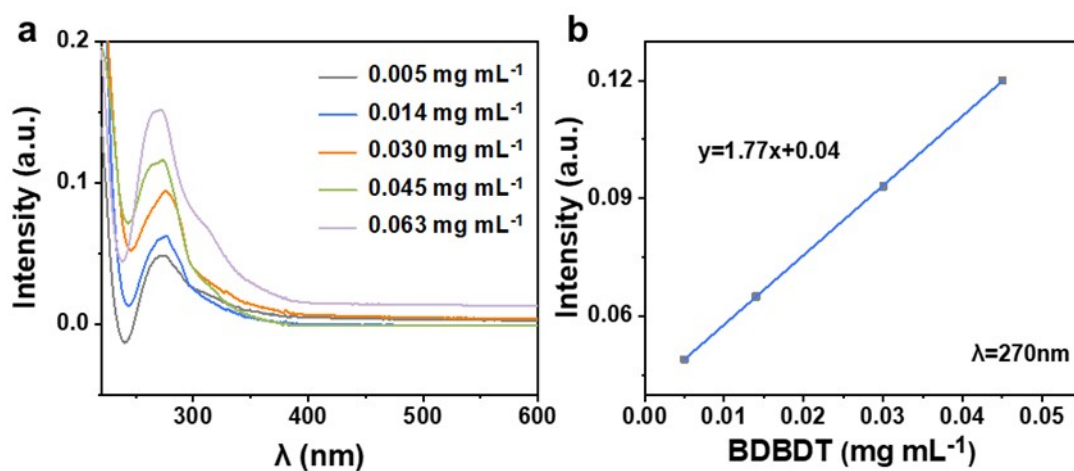 a
0.2
0.1
0.0
Intensity (a.u.)
0.005 mg mL⁻¹
0.014 mg mL⁻¹
0.030 mg mL⁻¹
0.045 mg mL⁻¹
0.063 mg mL⁻¹
300 400 500 600
λ (nm)
b
0.12
0.09
0.06
Intensity (a.u.)
y=1.77x+0.04
λ=270nm
0.00 0.01 0.02 0.03 0.04 0.05
BDBDT (mg mL⁻¹)